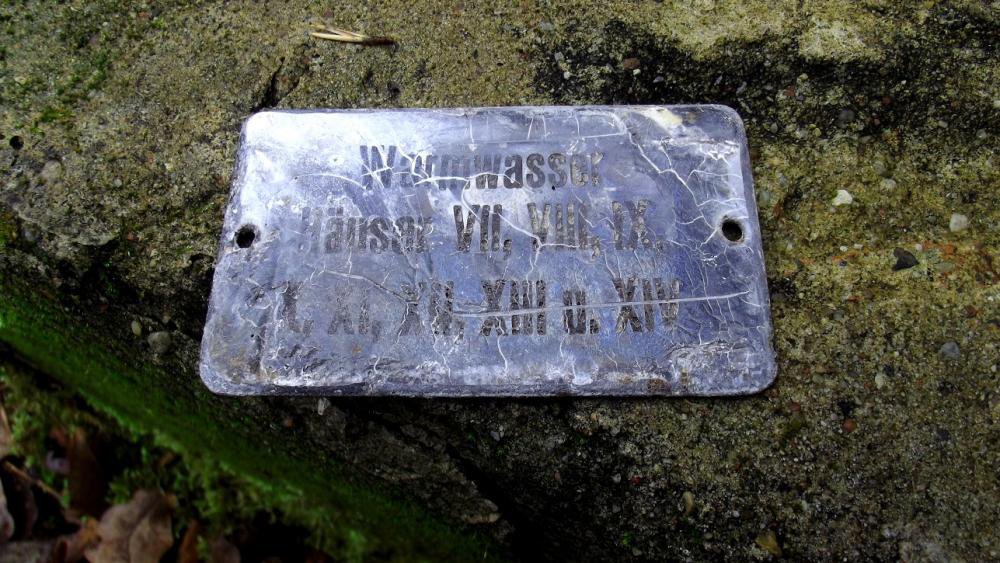 Warmwasser
Häuser VII, VIII, IX,
X, XI, XII, XIII u. XIV